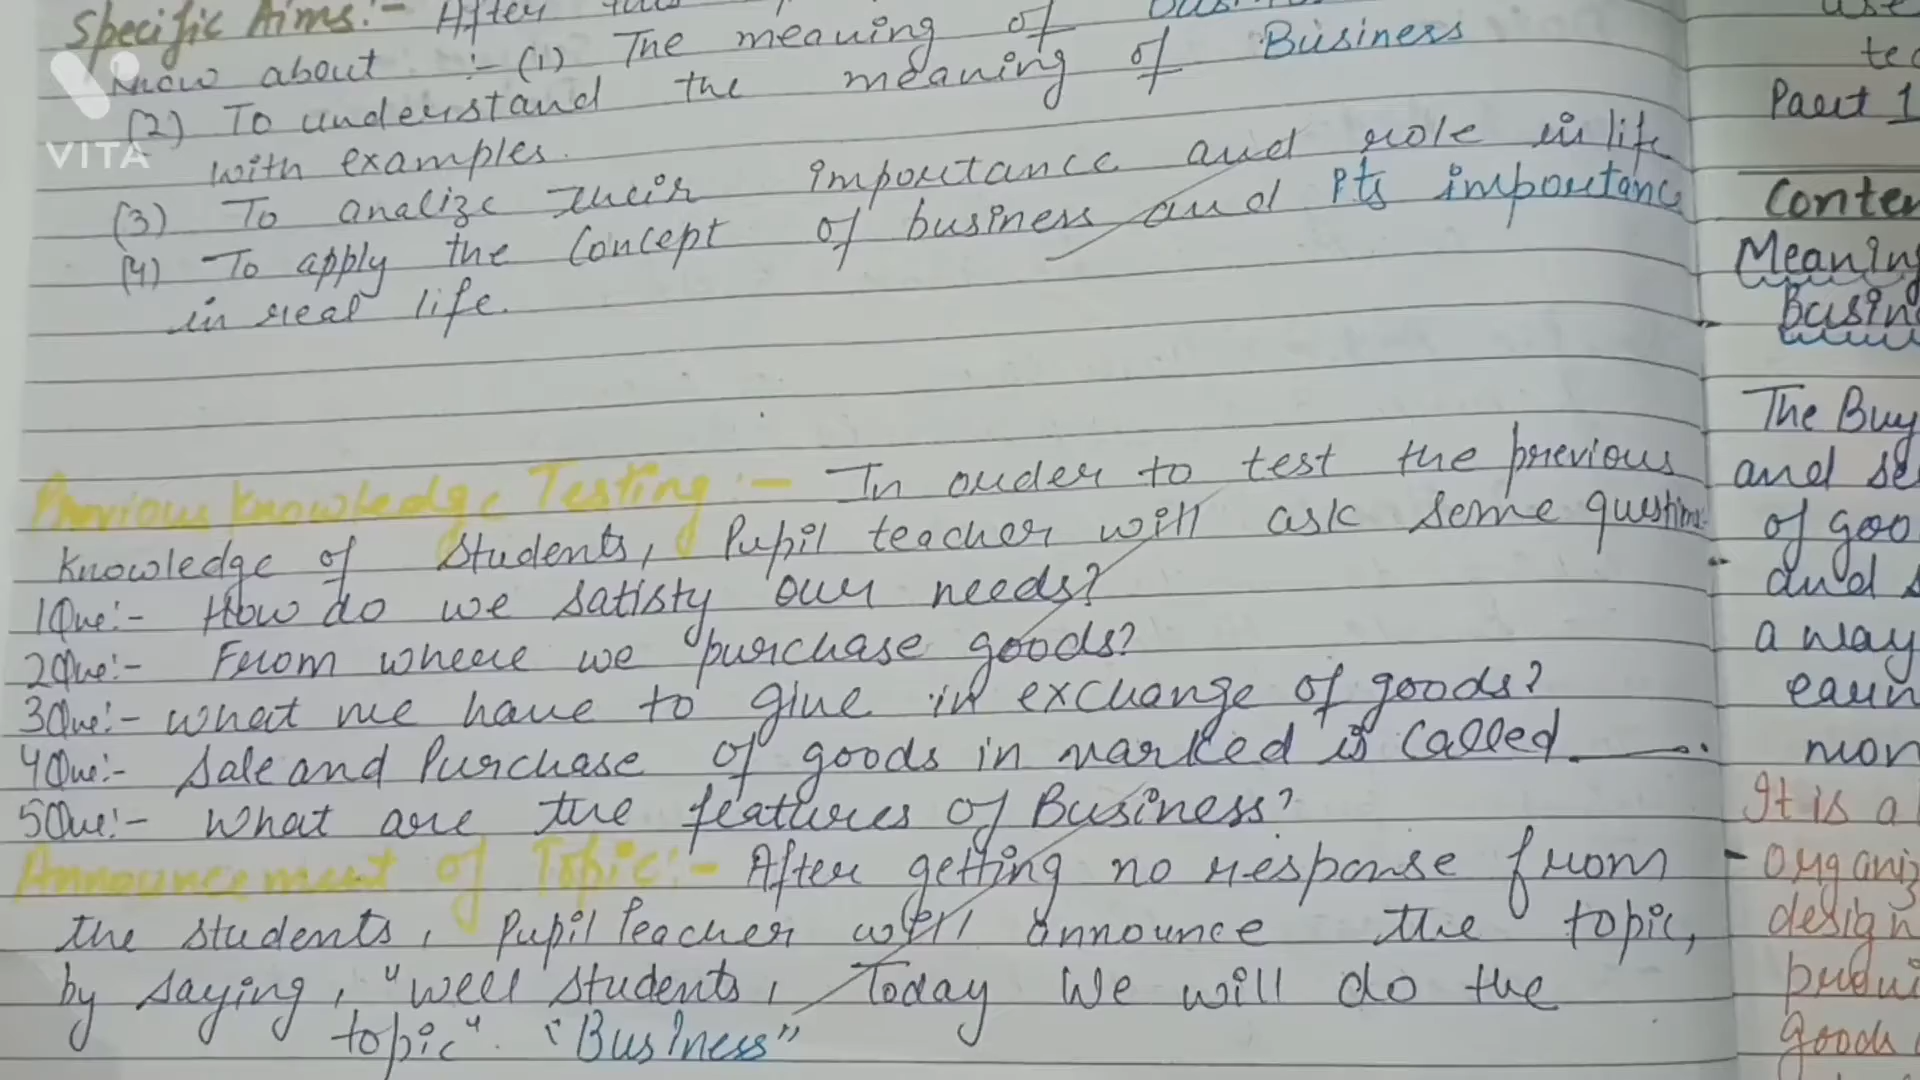 Specific Aims:- After
Know about :- (1) The meaning of
(2) To understand the meaning of Business
with examples.
(3) To analize their importance and role in life
(4) To apply the Concept of business and Its importance
in real life.
Previous Knowledge Testing:- In order to test the previous
Knowledge of Students, Pupil teacher will ask some questions.
1Que:- How do we satisty our needs?
2Que:- From where we purchase goods?
3Que:- What we have to give in exchange of goods?
4Que:- Sale and Purchase of goods in marked is Called ____.
5Que:- What are the features of Business?
Announcement of Topic:- After getting no response from
the students, Pupil Teacher will announce the topic,
by saying, "well students, Today We will do the
topic". "Business"
VITA
Part 1
Meaning
The Buy
and se
of goo
and s
a way
earn
mon
It is a
organiz
design
goods